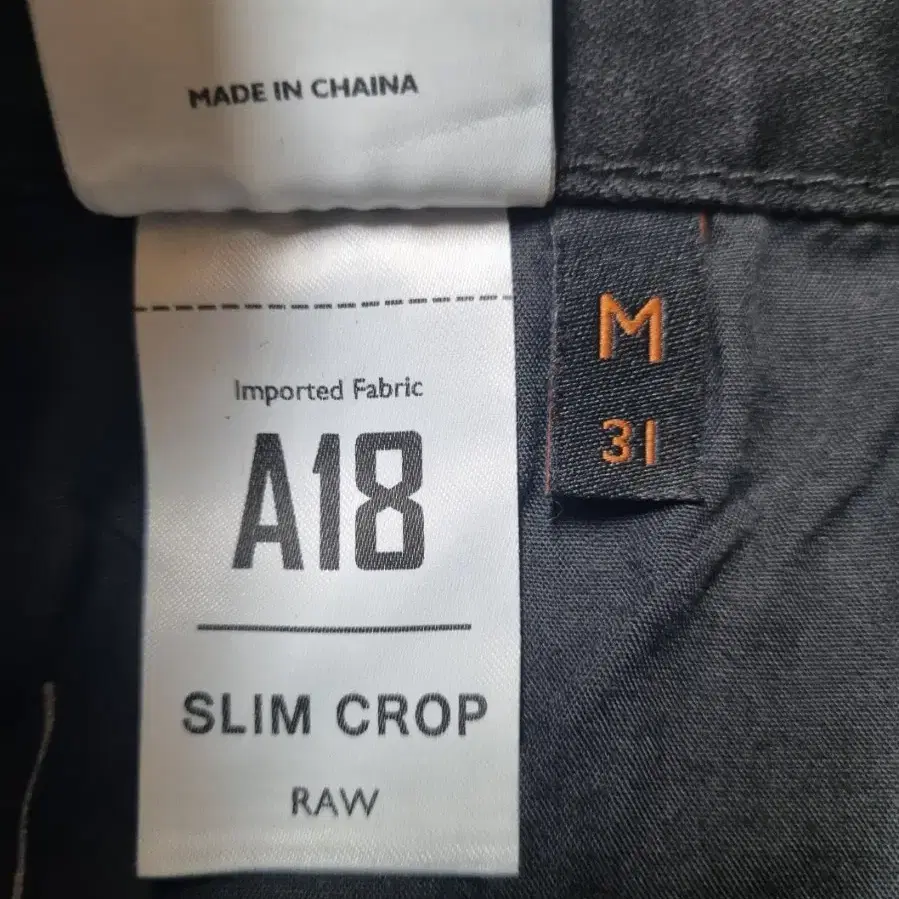 MADE IN CHAINA
Imported Fabric
A18
SLIM CROP
RAW
M
31